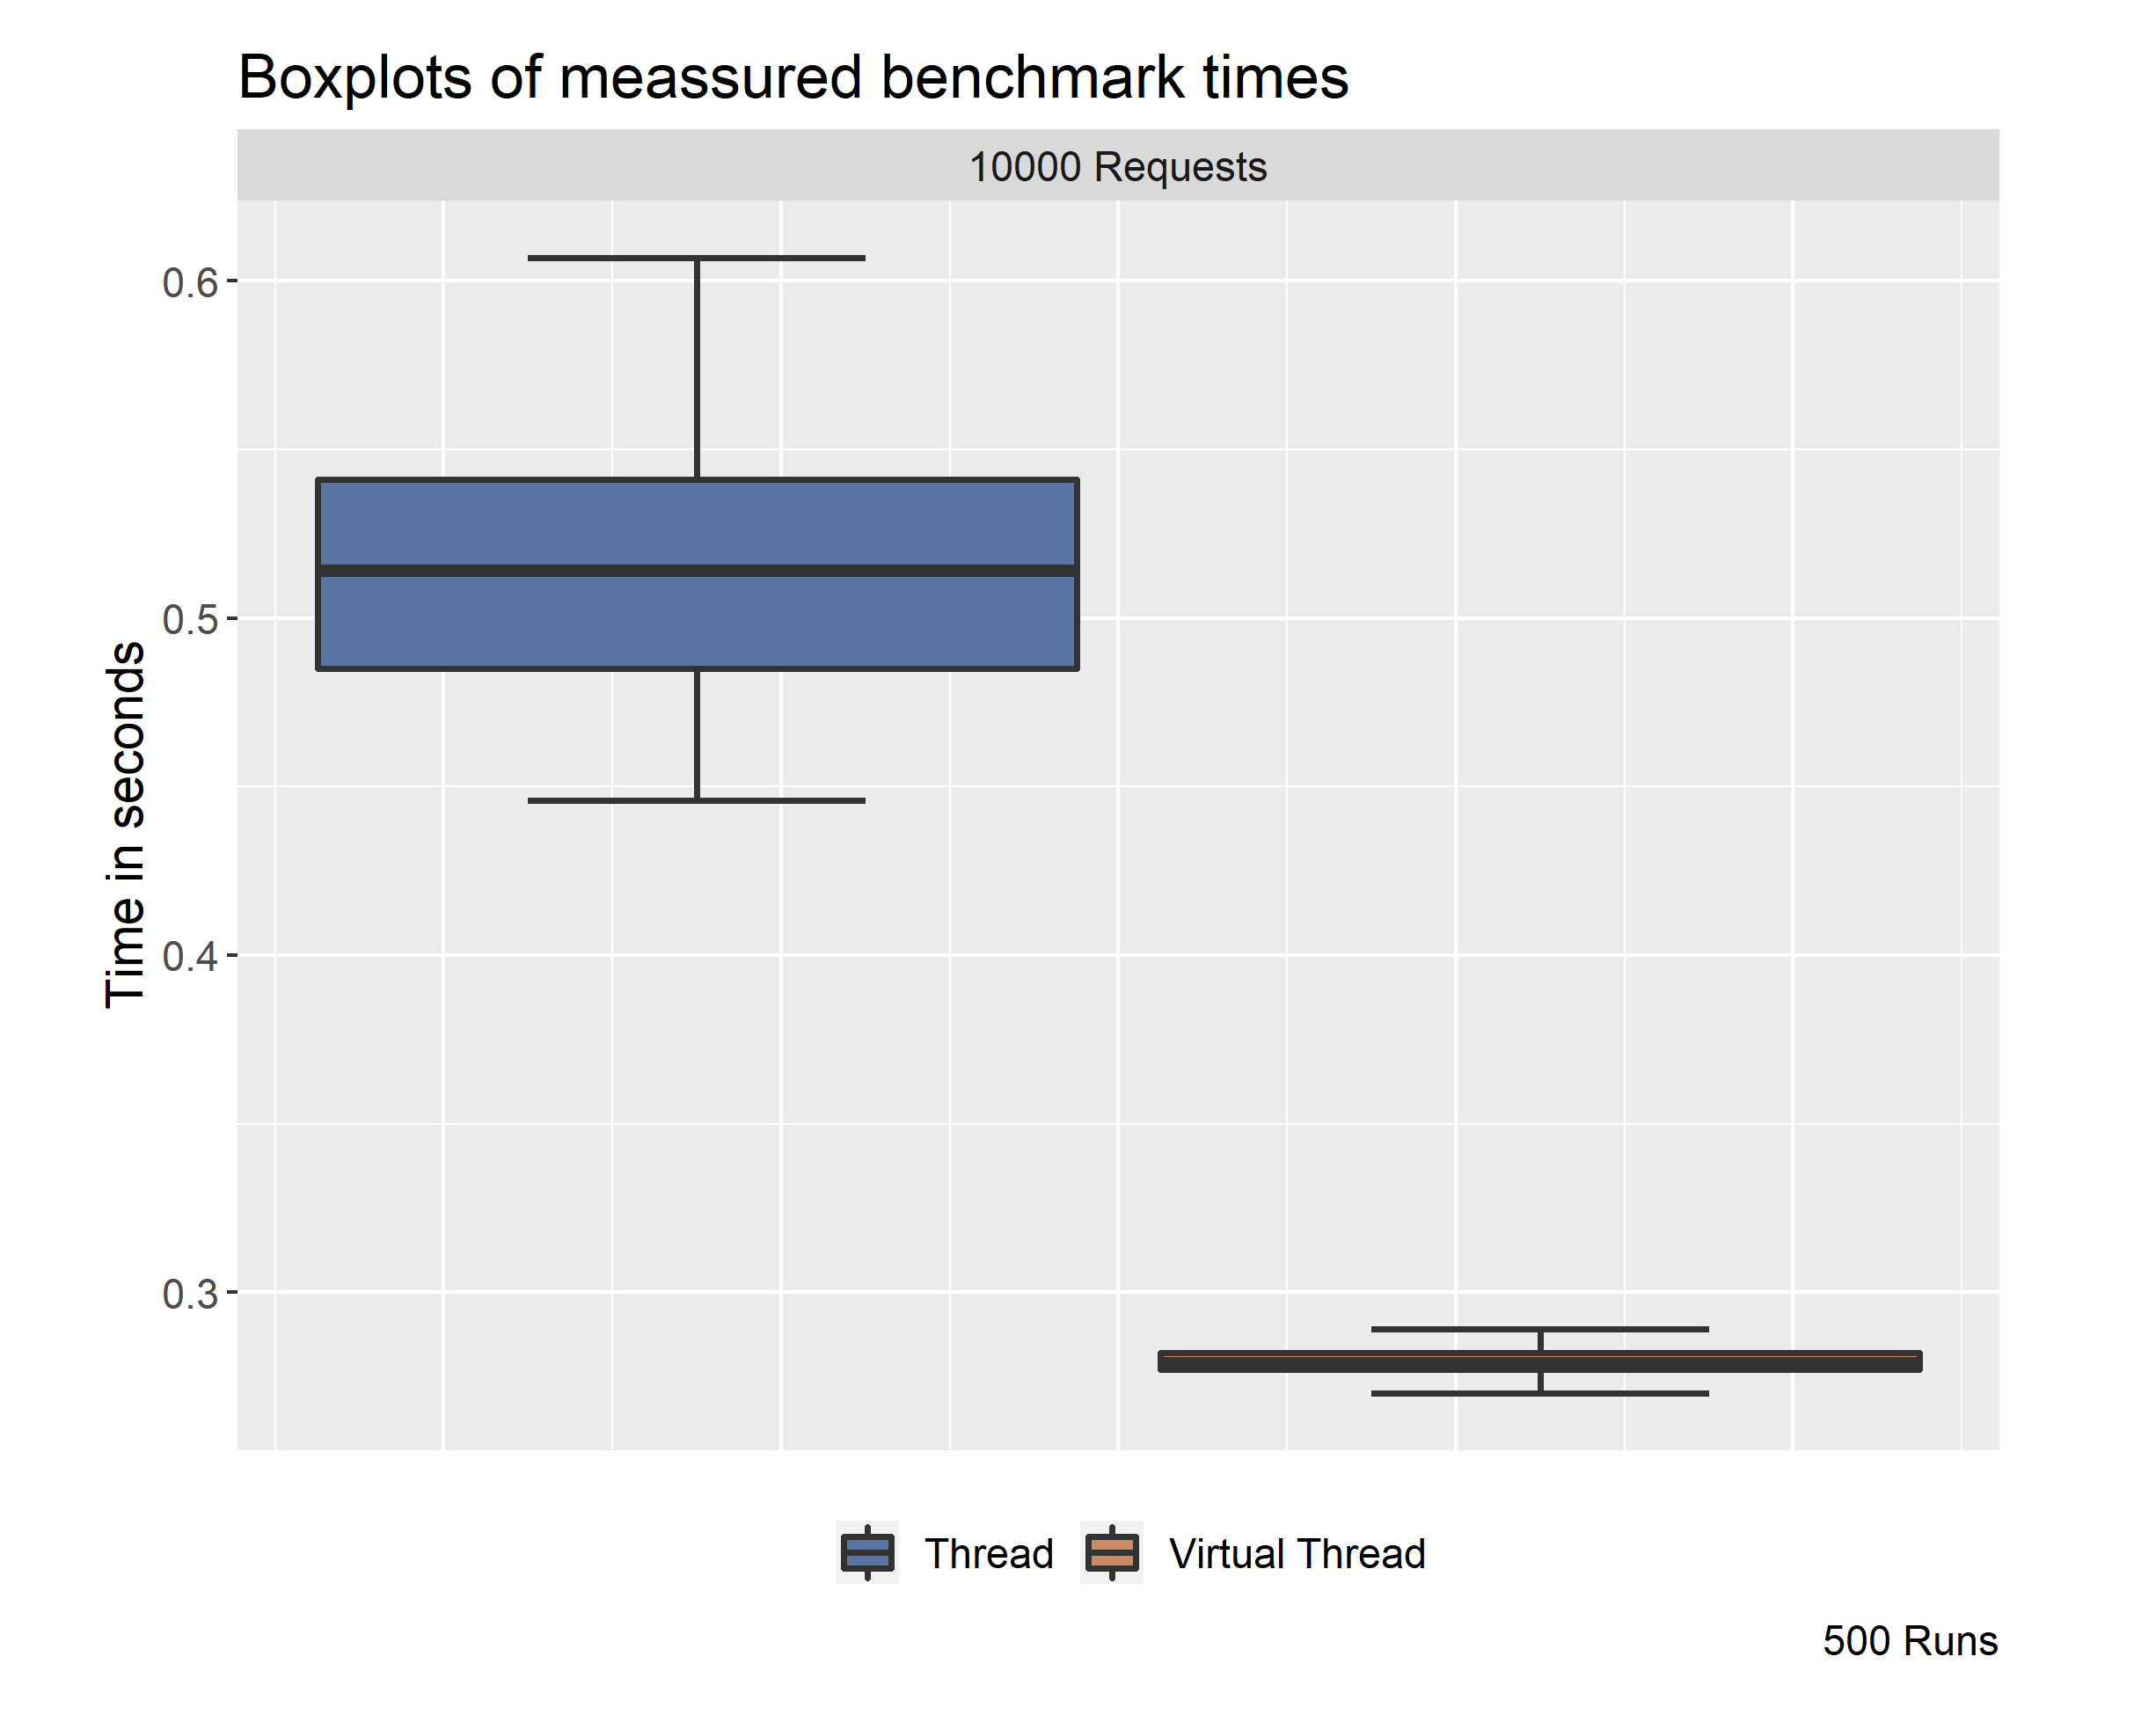 Boxplots of meassured benchmark times
10000 Requests
0.6
0.5
0.4
0.3
Time in seconds
Thread
Virtual Thread
500 Runs